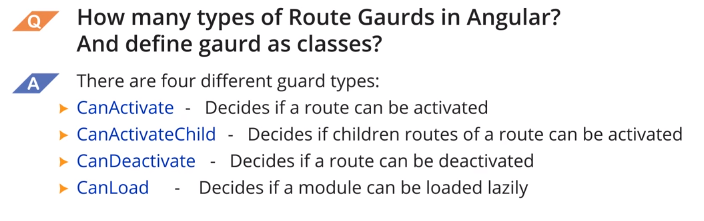 Q How many types of Route Gaurds in Angular?
And define gaurd as classes?
A There are four different guard types:
CanActivate - Decides if a route can be activated
CanActivateChild - Decides if children routes of a route can be activated
CanDeactivate - Decides if a route can be deactivated
CanLoad - Decides if a module can be loaded lazily